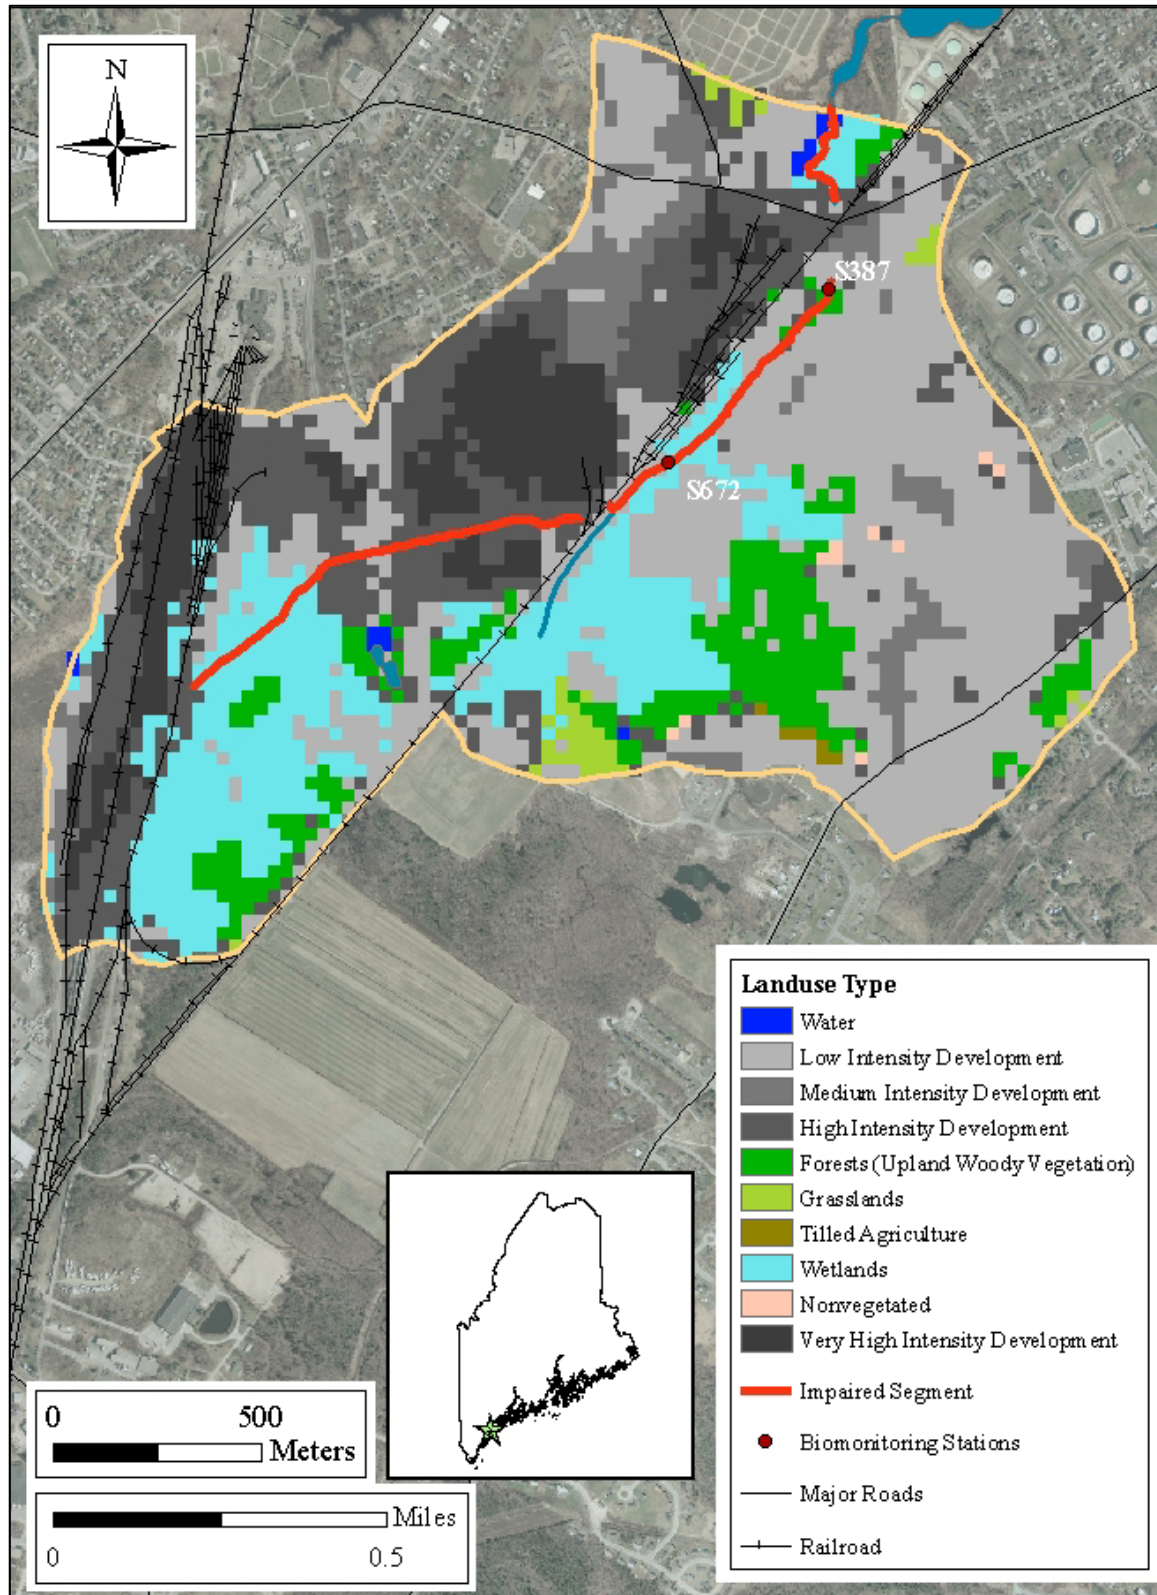 N
S387
S672
Landuse Type
Water
Low Intensity Development
Medium Intensity Development
High Intensity Development
Forests (Upland Woody Vegetation)
Grasslands
Tilled Agriculture
Wetlands
Nonvegetated
Very High Intensity Development
Impaired Segment
Biomonitoring Stations
Major Roads
Railroad
0 500
Meters
Miles
0 0.5